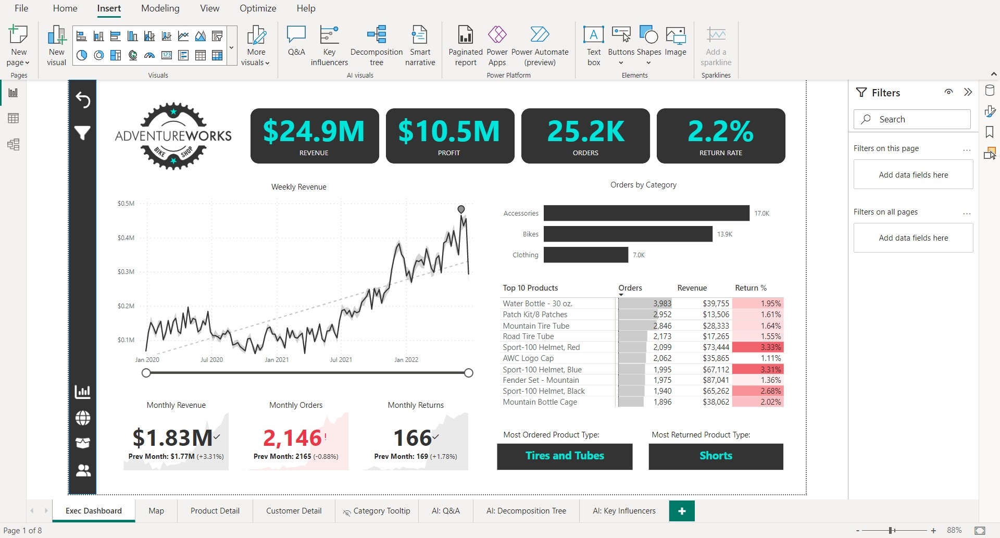 File Home Insert Modeling View Optimize Help
New page
New visual
More visuals
Q&A
Key influencers
Decomposition tree
Smart narrative
Paginated report
Power Apps
Power Automate (preview)
Text box
Buttons
Shapes
Image
Add a sparkline
Pages
Visuals
AI visuals
Power Platform
Elements
Sparklines
123
A
ADVENTUREWORKS
BIKE SHOP
$24.9M
REVENUE
$10.5M
PROFIT
25.2K
ORDERS
2.2%
RETURN RATE
Weekly Revenue
$0.5M
$0.4M
$0.3M
$0.2M
$0.1M
Jan 2020 Jul 2020 Jan 2021 Jul 2021 Jan 2022
Orders by Category
Accessories 17.0K
Bikes 13.9K
Clothing 7.0K
Top 10 Products Orders Revenue Return %
Water Bottle - 30 oz. 3,983 $39,755 1.95%
Patch Kit/8 Patches 2,952 $13,506 1.61%
Mountain Tire Tube 2,846 $28,333 1.64%
Road Tire Tube 2,173 $17,265 1.55%
Sport-100 Helmet, Red 2,099 $73,444 3.33%
AWC Logo Cap 2,062 $35,865 1.11%
Sport-100 Helmet, Blue 1,995 $67,112 3.31%
Fender Set - Mountain 1,975 $87,041 1.36%
Sport-100 Helmet, Black 1,940 $65,262 2.68%
Mountain Bottle Cage 1,896 $38,062 2.02%
Monthly Revenue
$1.83M
Prev Month: $1.77M (+3.31%)
Monthly Orders
2,146!
Prev Month: 2165 (-0.88%)
Monthly Returns
166
Prev Month: 169 (+1.78%)
Most Ordered Product Type:
Tires and Tubes
Most Returned Product Type:
Shorts
Filters
Search
Filters on this page ...
Add data fields here
Filters on all pages ...
Add data fields here
Exec Dashboard Map Product Detail Customer Detail Category Tooltip AI: Q&A AI: Decomposition Tree AI: Key Influencers +
Page 1 of 8
- + 88%